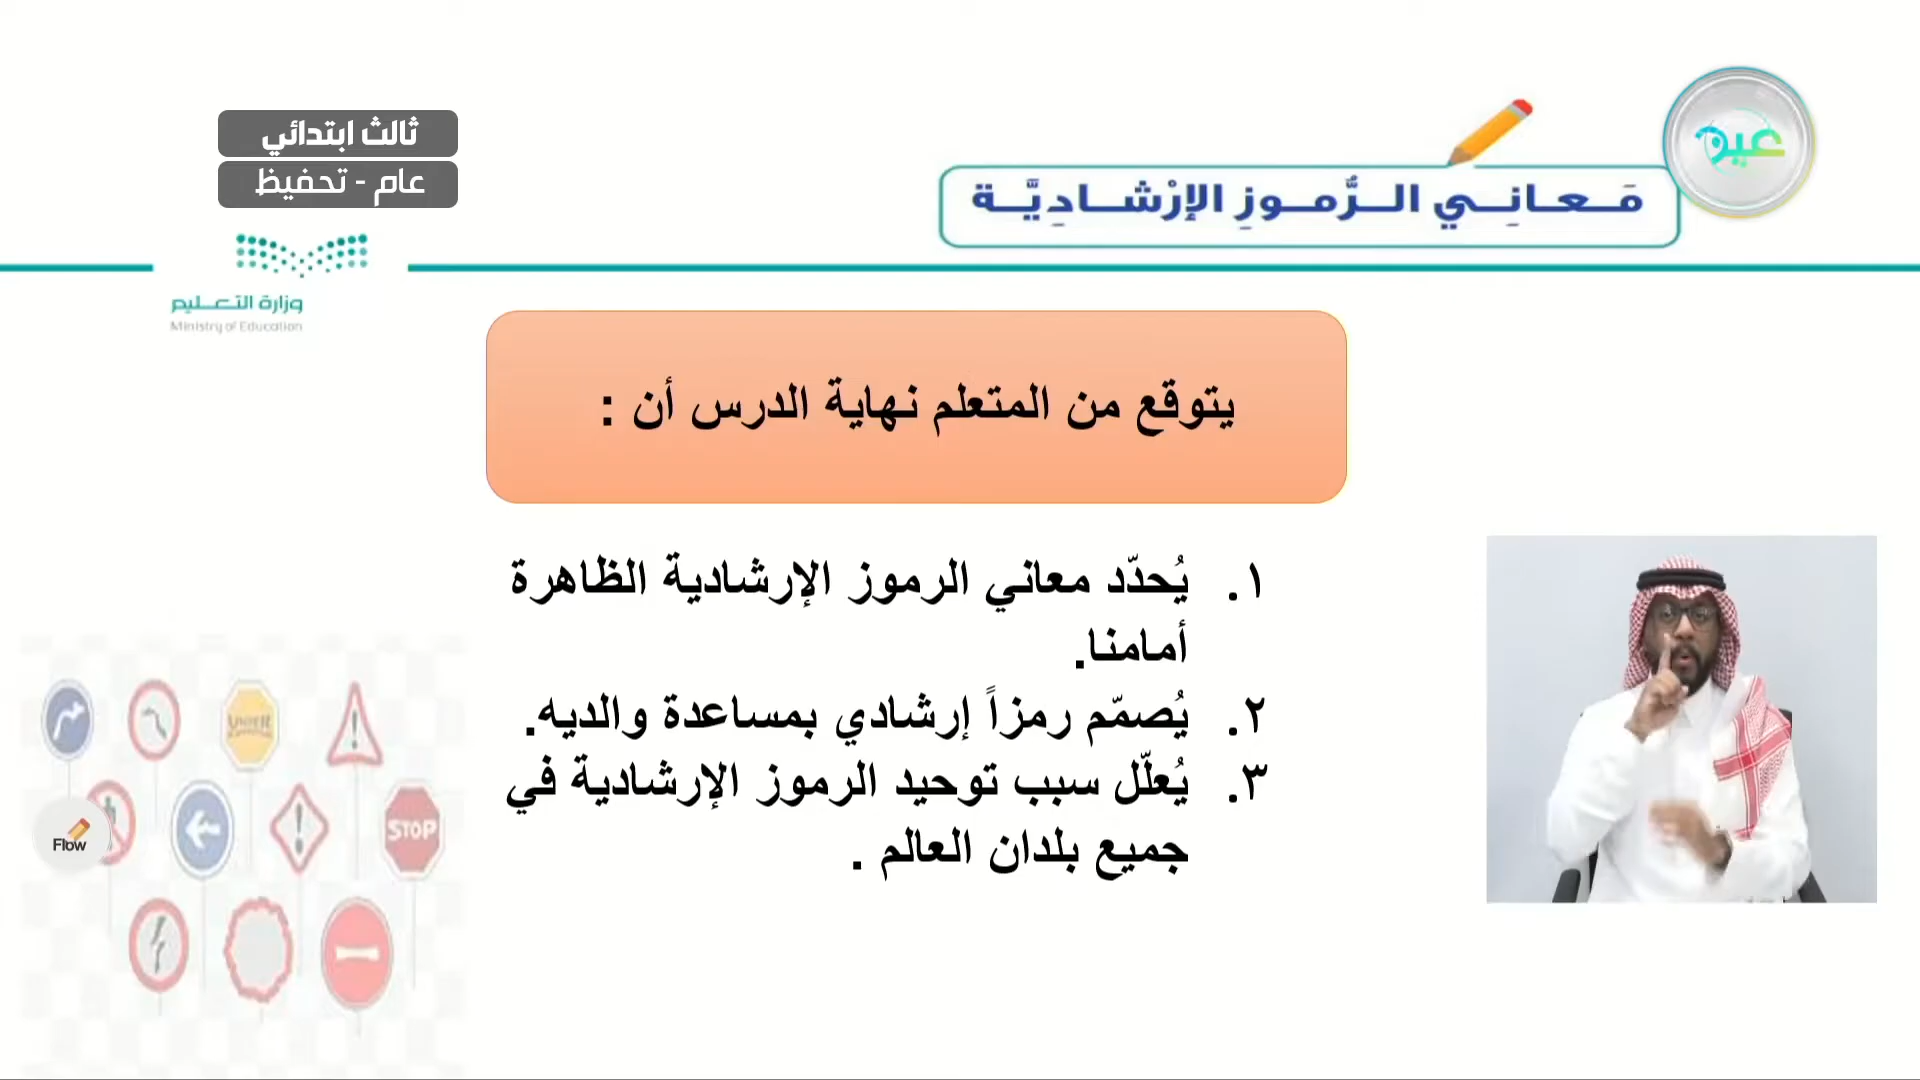 ثالث ابتدائي
عام - تحفيظ
عين
مَعانِي الرُّموزِ الإرْشادِيَّة
وزارة التعليم
Ministry of Education
يتوقع من المتعلم نهاية الدرس أن :
١. يُحدّد معاني الرموز الإرشادية الظاهرة
أمامنا.
٢. يُصمّم رمزاً إرشادي بمساعدة والديه.
٣. يُعلّل سبب توحيد الرموز الإرشادية في
جميع بلدان العالم .
UNDER
STOP
Flow